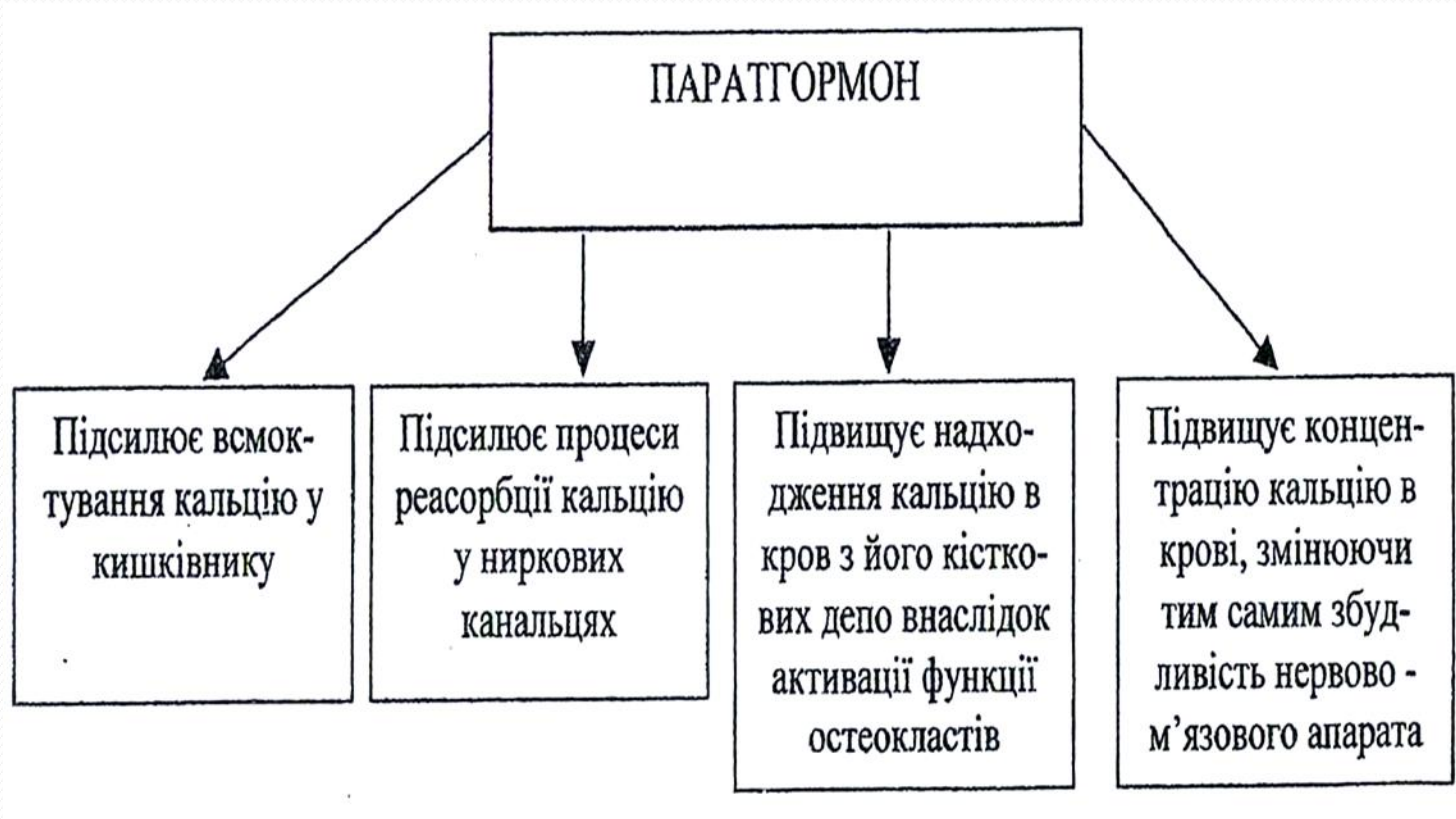 ПАРАТГОРМОН
Підсилює всмок-
тування кальцію у
кишківнику
Підсилює процеси
реасорбції кальцію
у ниркових
канальцях
Підвищує надхо-
дження кальцію в
кров з його кістко-
вих депо внаслідок
активації функції
остеокластів
Підвищує концен-
трацію кальцію в
крові, змінюючи
тим самим збуд-
ливість нервово -
м’язового апарата